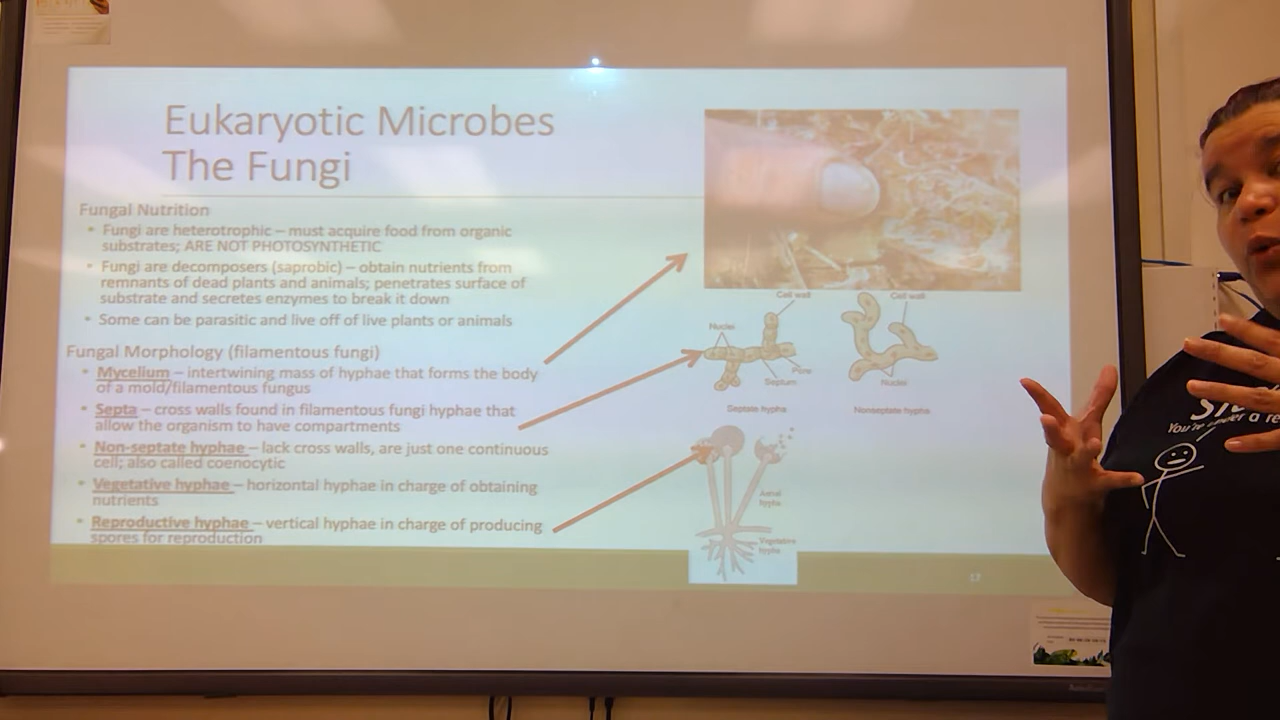 Eukaryotic Microbes
The Fungi
Fungal Nutrition
• Fungi are heterotrophic – must acquire food from organic
substrates; ARE NOT PHOTOSYNTHETIC
• Fungi are decomposers (saprobic) – obtain nutrients from
remnants of dead plants and animals; penetrates surface of
substrate and secretes enzymes to break it down
• Some can be parasitic and live off of live plants or animals
Fungal Morphology (filamentous fungi)
• Mycelium – intertwining mass of hyphae that forms the body
of a mold/filamentous fungus
• Septa – cross walls found in filamentous fungi hyphae that
allow the organism to have compartments
• Non-septate hyphae – lack cross walls, are just one continuous
cell; also called coenocytic
• Vegetative hyphae – horizontal hyphae in charge of obtaining
nutrients
• Reproductive hyphae – vertical hyphae in charge of producing
spores for reproduction
Cell wall
Cell wall
Nuclei
Pore
Septum
Nuclei
Septate hypha
Nonseptate hypha
Aerial
hypha
Vegetative
hypha
17
You're under a re